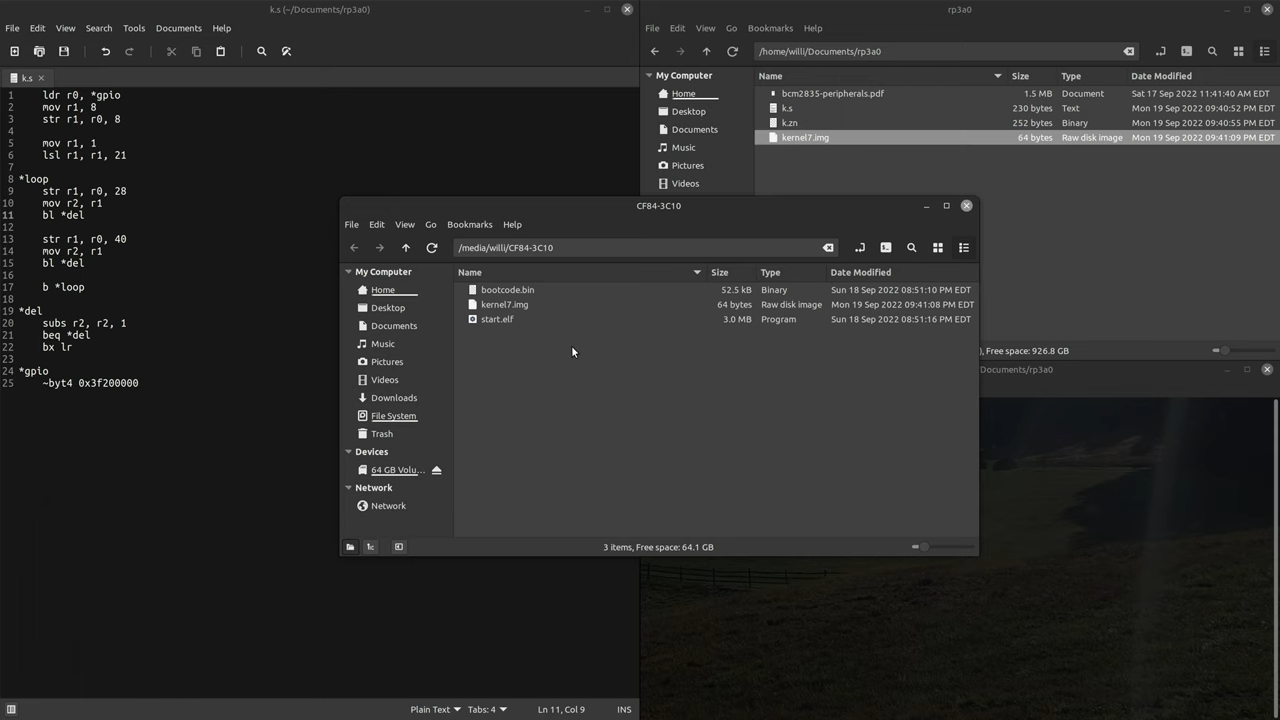 k.s (~/Documents/rp3a0)
File Edit View Search Tools Documents Help
k.s
1 ldr r0, *gpio
2 mov r1, 8
3 str r1, r0, 8
4
5 mov r1, 1
6 lsl r1, r1, 21
7
8 *loop
9 str r1, r0, 28
10 mov r2, r1
11 bl *del
12
13 str r1, r0, 40
14 mov r2, r1
15 bl *del
16
17 b *loop
18
19 *del
20 subs r2, r2, 1
21 beq *del
22 bx lr
23
24 *gpio
25 ~byt4 0x3f200000
Plain Text Tabs: 4 Ln 11, Col 9 INS
rp3a0
File Edit View Go Bookmarks Help
/home/willi/Documents/rp3a0
My Computer
Home
Desktop
Documents
Music
Pictures
Videos
Name Size Type Date Modified
bcm2835-peripherals.pdf 1.5 MB Document Sat 17 Sep 2022 11:41:40 AM EDT
k.s 230 bytes Text Mon 19 Sep 2022 09:40:52 PM EDT
k.zn 252 bytes Binary Mon 19 Sep 2022 09:40:55 PM EDT
kernel7.img 64 bytes Raw disk image Mon 19 Sep 2022 09:41:09 PM EDT
), Free space: 926.8 GB
Documents/rp3a0
CF84-3C10
File Edit View Go Bookmarks Help
/media/willi/CF84-3C10
My Computer
Home
Desktop
Documents
Music
Pictures
Videos
Downloads
File System
Trash
Devices
64 GB Volu...
Network
Network
Name Size Type Date Modified
bootcode.bin 52.5 kB Binary Sun 18 Sep 2022 08:51:10 PM EDT
kernel7.img 64 bytes Raw disk image Mon 19 Sep 2022 09:41:08 PM EDT
start.elf 3.0 MB Program Sun 18 Sep 2022 08:51:16 PM EDT
3 items, Free space: 64.1 GB